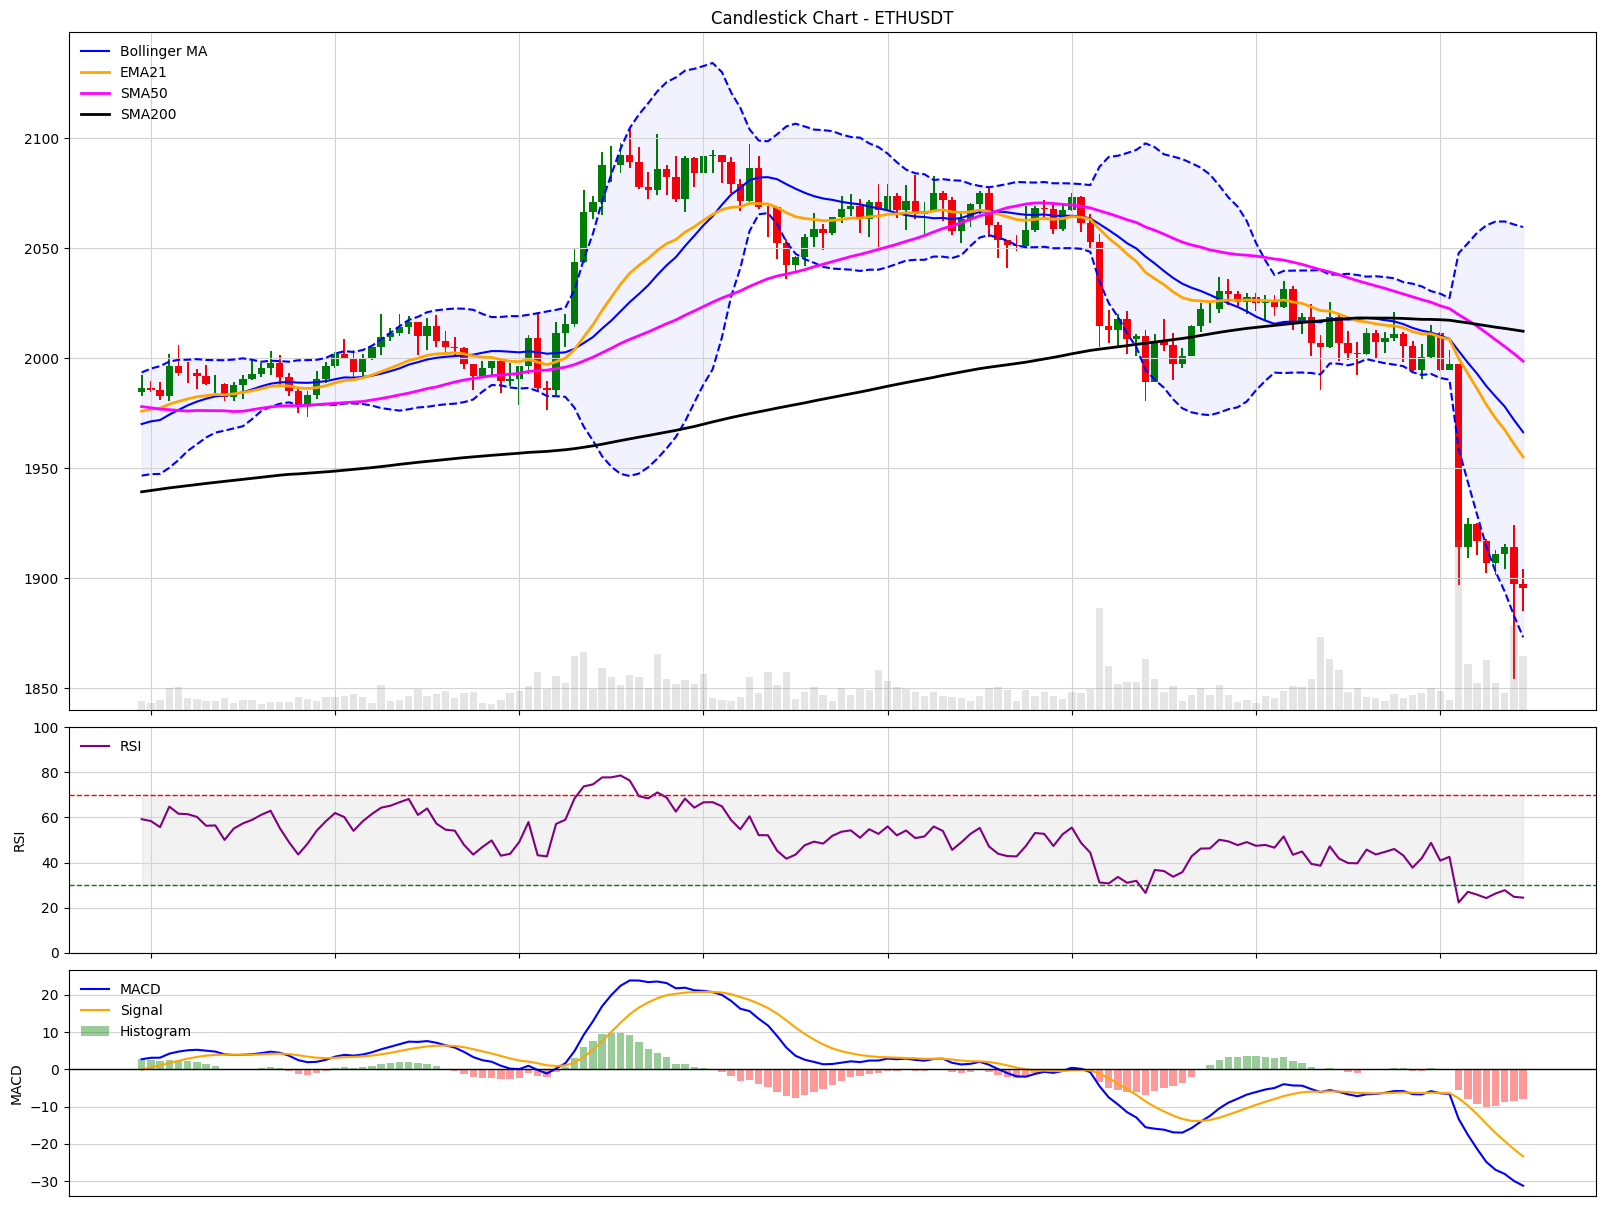 Candlestick Chart - ETHUSDT
Bollinger MA
EMA21
SMA50
SMA200
2100
2050
2000
1950
1900
1850
RSI
100
80
60
40
20
0
RSI
MACD
Signal
Histogram
20
10
0
−10
−20
−30
MACD